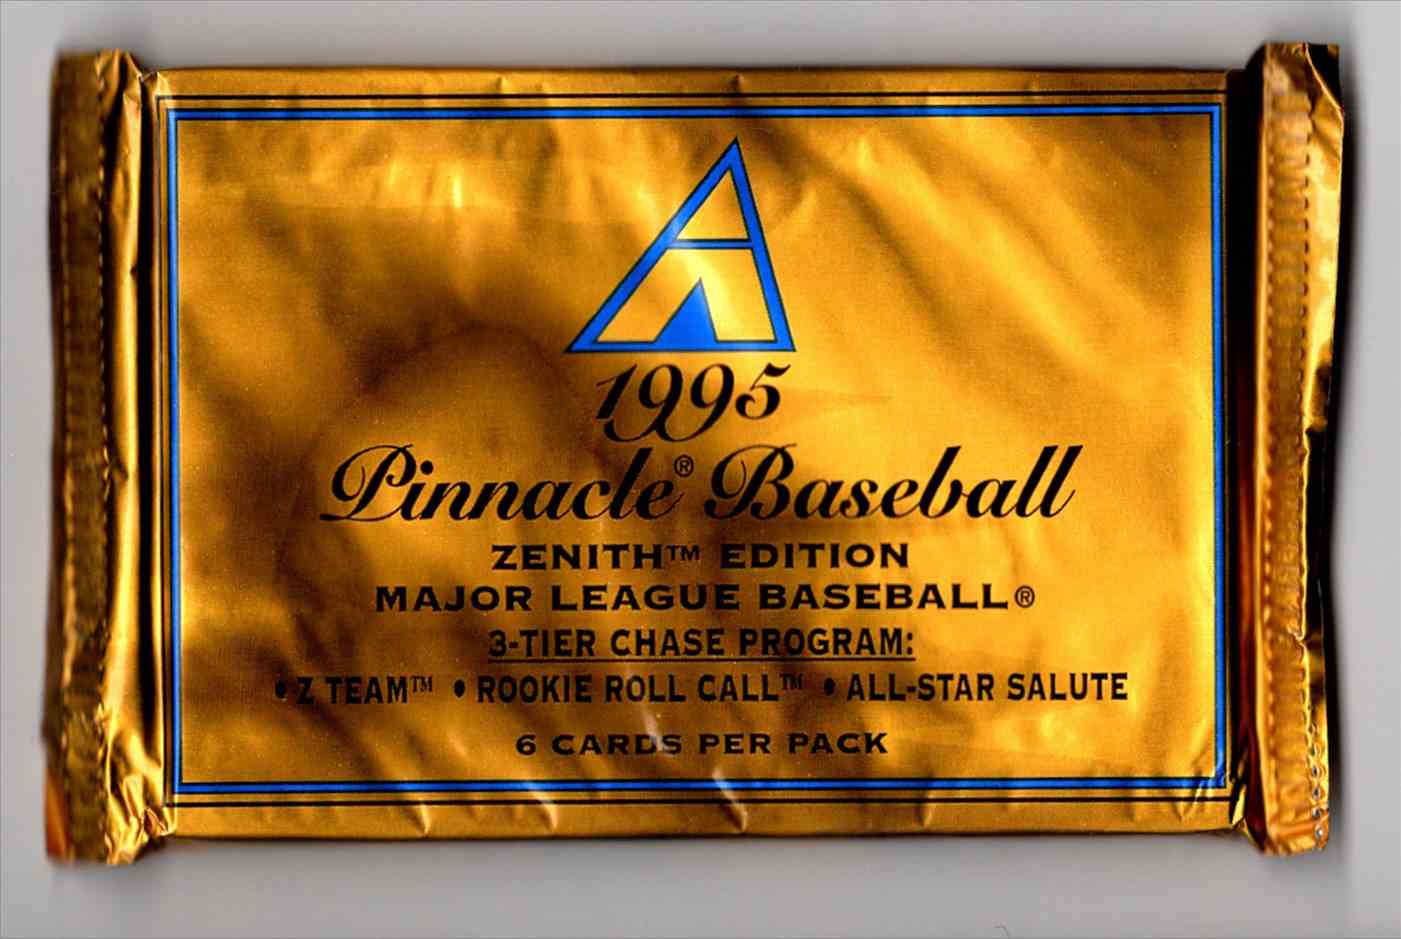 1995
Pinnacle® Baseball
ZENITH™ EDITION
MAJOR LEAGUE BASEBALL®
3-TIER CHASE PROGRAM:
• Z TEAM™ • ROOKIE ROLL CALL™ • ALL-STAR SALUTE
6 CARDS PER PACK